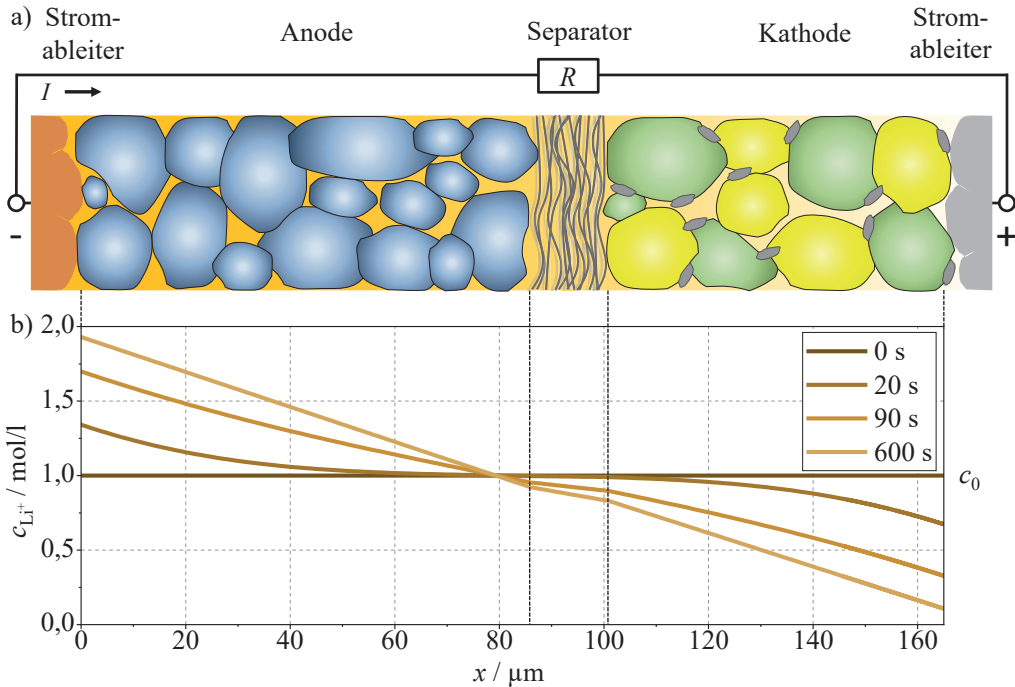 a)
Strom-
ableiter
Anode
Separator
Kathode
Strom-
ableiter
I
R
-
+
b)
2,0
1,5
1,0
0,5
0,0
c_Li⁺ / mol/l
0 s
20 s
90 s
600 s
c₀
0
20
40
60
80
100
120
140
160
x / µm